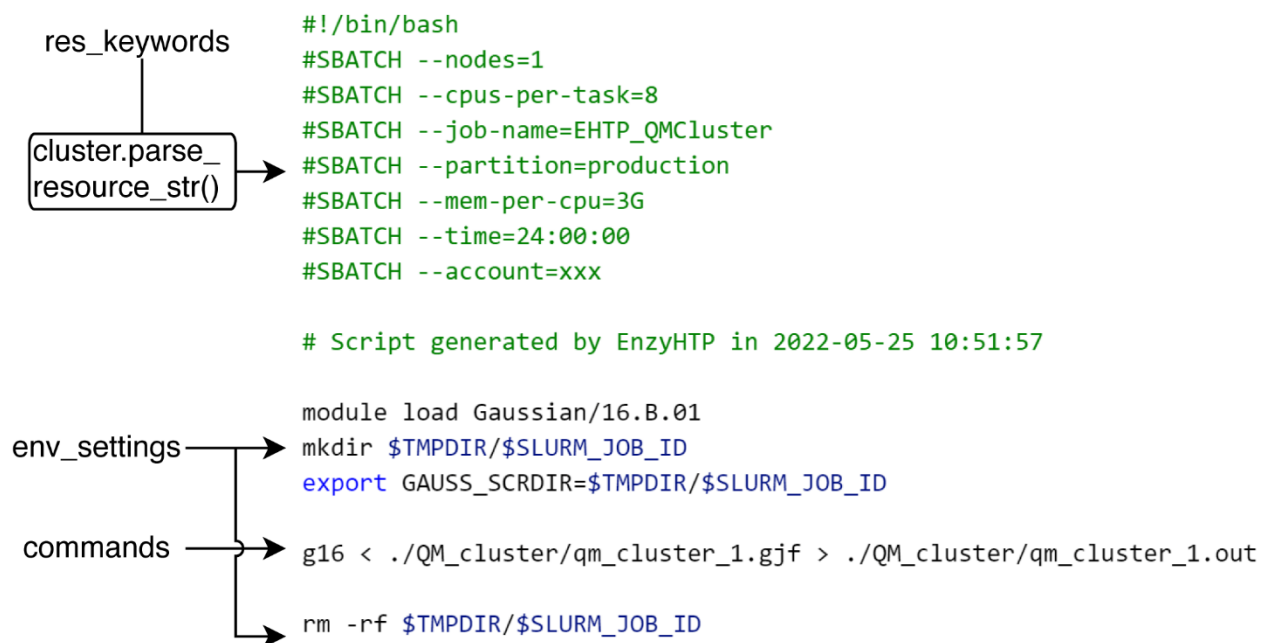 res_keywords
cluster.parse_
resource_str()
env_settings
commands
#!/bin/bash
#SBATCH --nodes=1
#SBATCH --cpus-per-task=8
#SBATCH --job-name=EHTP_QMCluster
#SBATCH --partition=production
#SBATCH --mem-per-cpu=3G
#SBATCH --time=24:00:00
#SBATCH --account=xxx
# Script generated by EnzyHTP in 2022-05-25 10:51:57
module load Gaussian/16.B.01
mkdir $TMPDIR/$SLURM_JOB_ID
export GAUSS_SCRDIR=$TMPDIR/$SLURM_JOB_ID
g16 < ./QM_cluster/qm_cluster_1.gjf > ./QM_cluster/qm_cluster_1.out
rm -rf $TMPDIR/$SLURM_JOB_ID